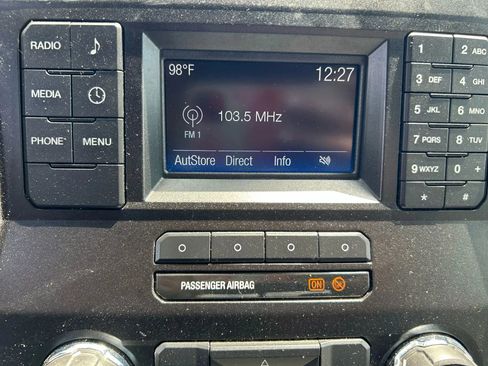 RADIO
MEDIA
PHONE MENU
98°F 12:27
103.5 MHz
FM 1
AutStore Direct Info
1 2 ABC
3 DEF 4 GHI
5 JKL 6 MNO
7 PQRS 8 TUV
9 WXYZ 0 +
* #
PASSENGER AIRBAG ON